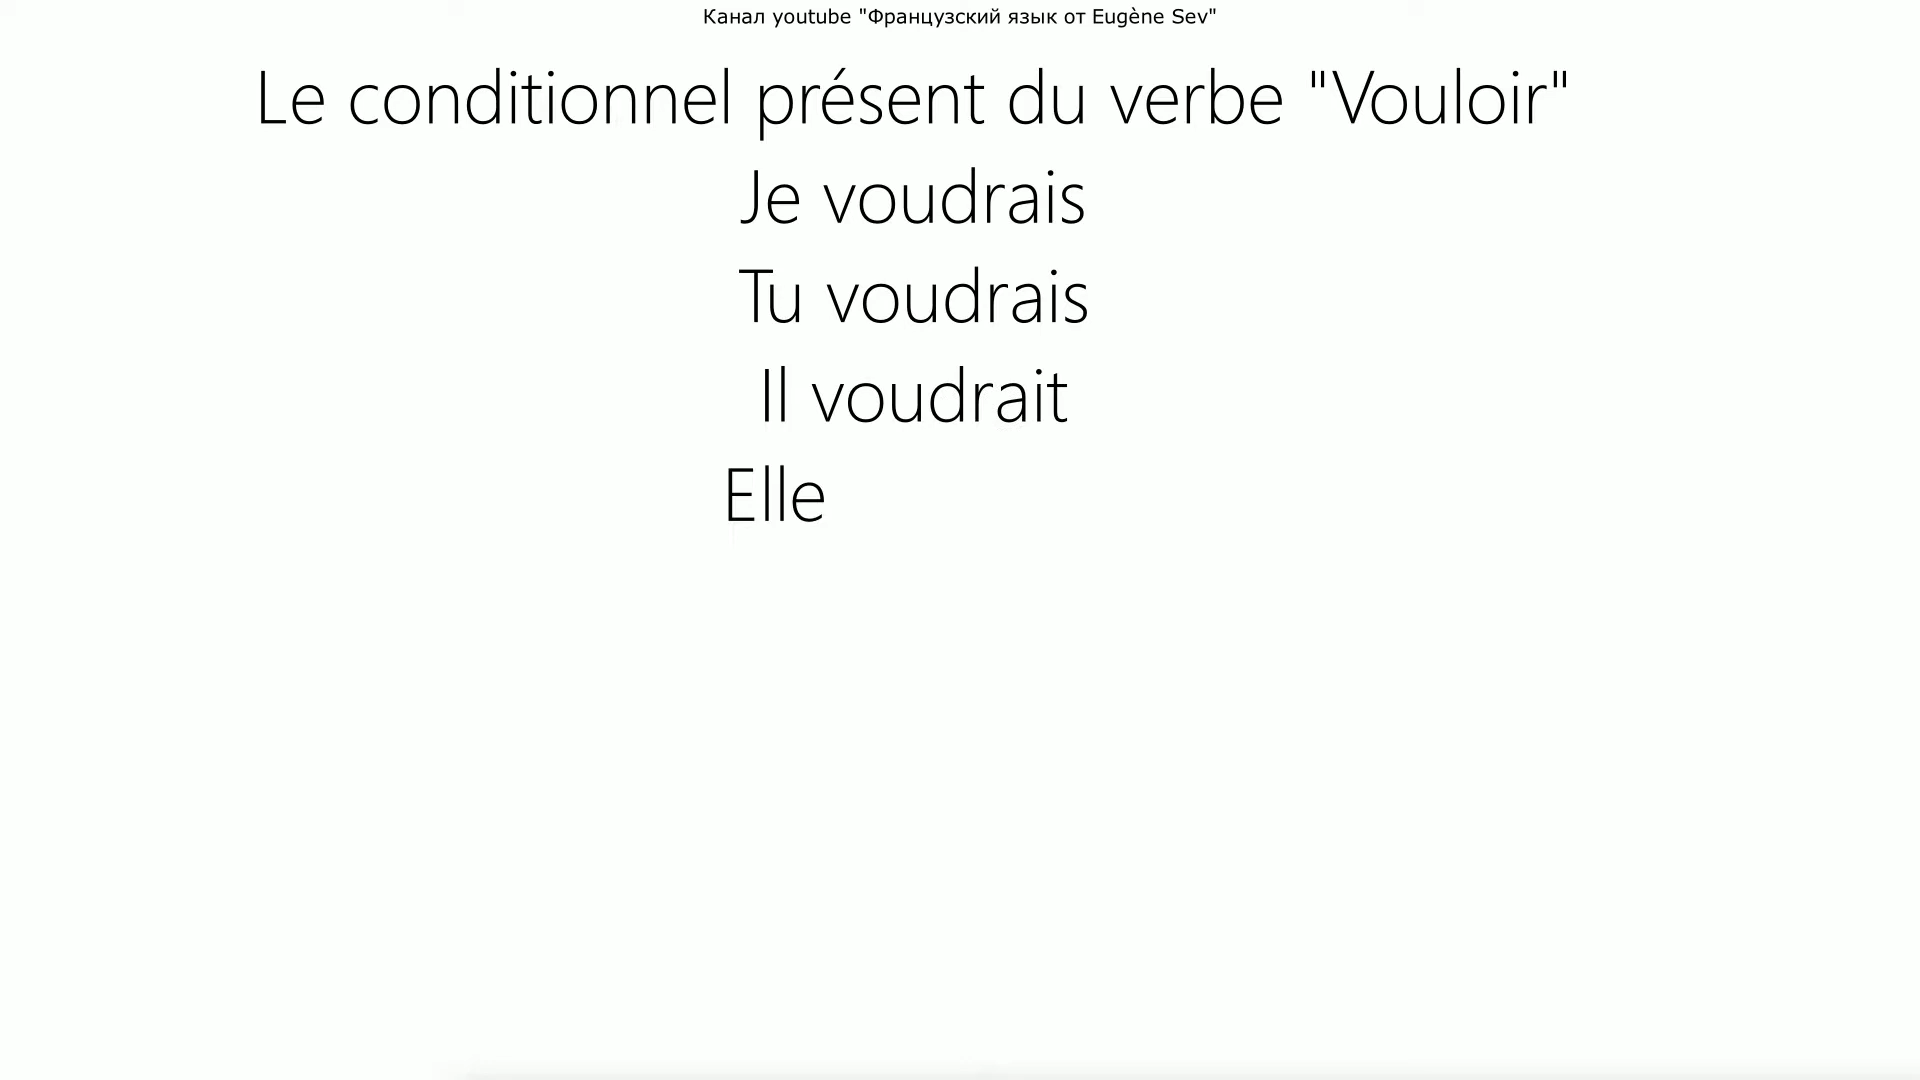 Канал youtube "Французский язык от Eugène Sev"
Le conditionnel présent du verbe "Vouloir"
Je voudrais
Tu voudrais
Il voudrait
Elle